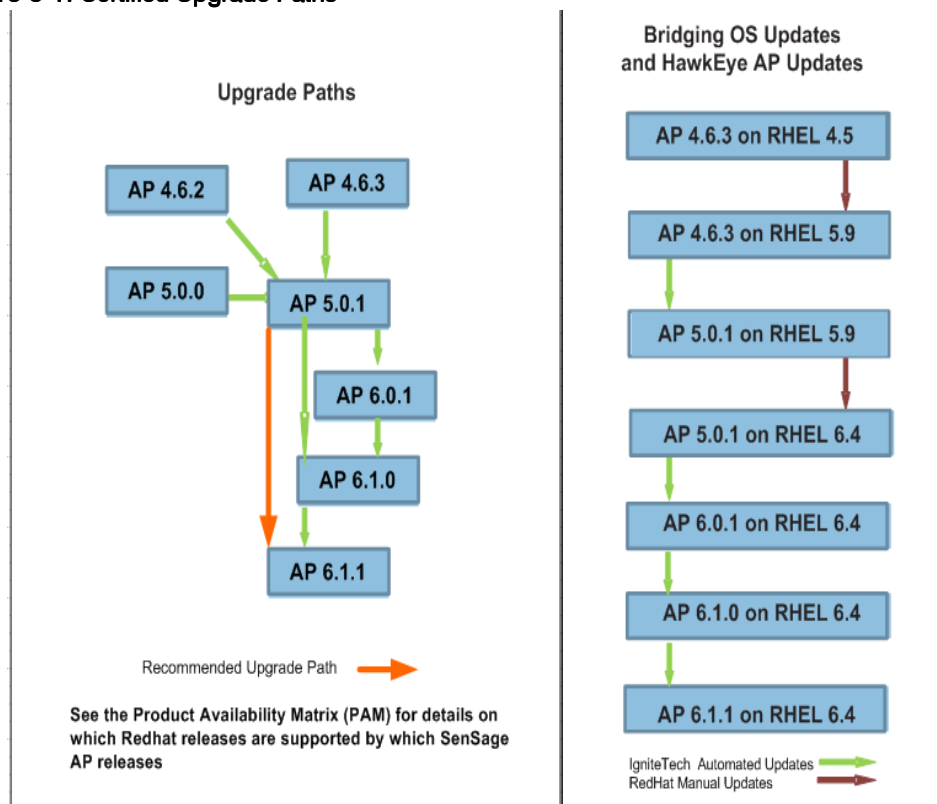 Upgrade Paths
AP 4.6.2
AP 4.6.3
AP 5.0.0
AP 5.0.1
AP 6.0.1
AP 6.1.0
AP 6.1.1
Recommended Upgrade Path
See the Product Availability Matrix (PAM) for details on
which Redhat releases are supported by which SenSage
AP releases
Bridging OS Updates
and HawkEye AP Updates
AP 4.6.3 on RHEL 4.5
AP 4.6.3 on RHEL 5.9
AP 5.0.1 on RHEL 5.9
AP 5.0.1 on RHEL 6.4
AP 6.0.1 on RHEL 6.4
AP 6.1.0 on RHEL 6.4
AP 6.1.1 on RHEL 6.4
IgniteTech Automated Updates
RedHat Manual Updates